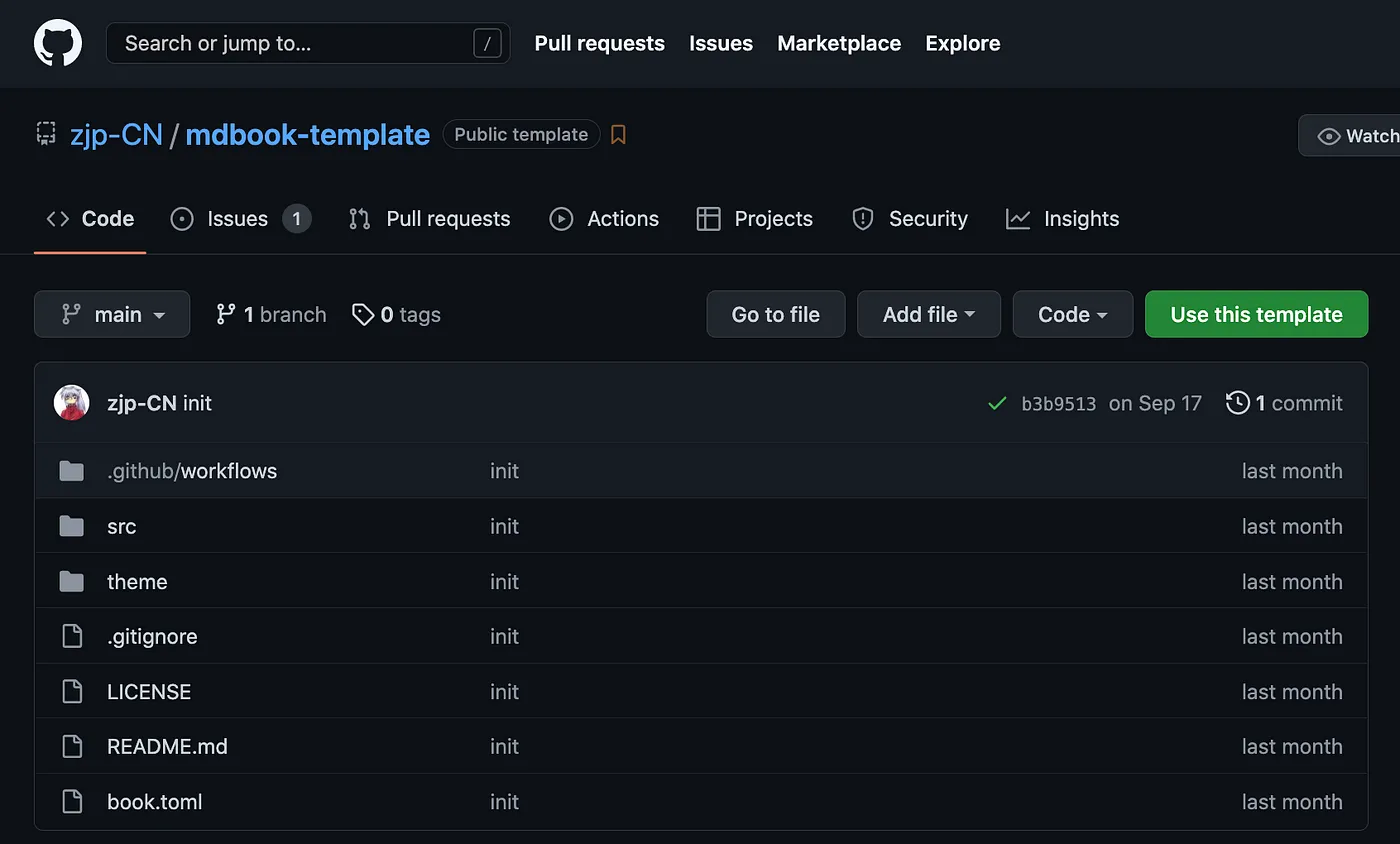 Search or jump to... / Pull requests Issues Marketplace Explore
zjp-CN / mdbook-template Public template Watch
Code Issues 1 Pull requests Actions Projects Security Insights
main 1 branch 0 tags Go to file Add file Code Use this template
zjp-CN init b3b9513 on Sep 17 1 commit
.github/workflows init last month
src init last month
theme init last month
.gitignore init last month
LICENSE init last month
README.md init last month
book.toml init last month